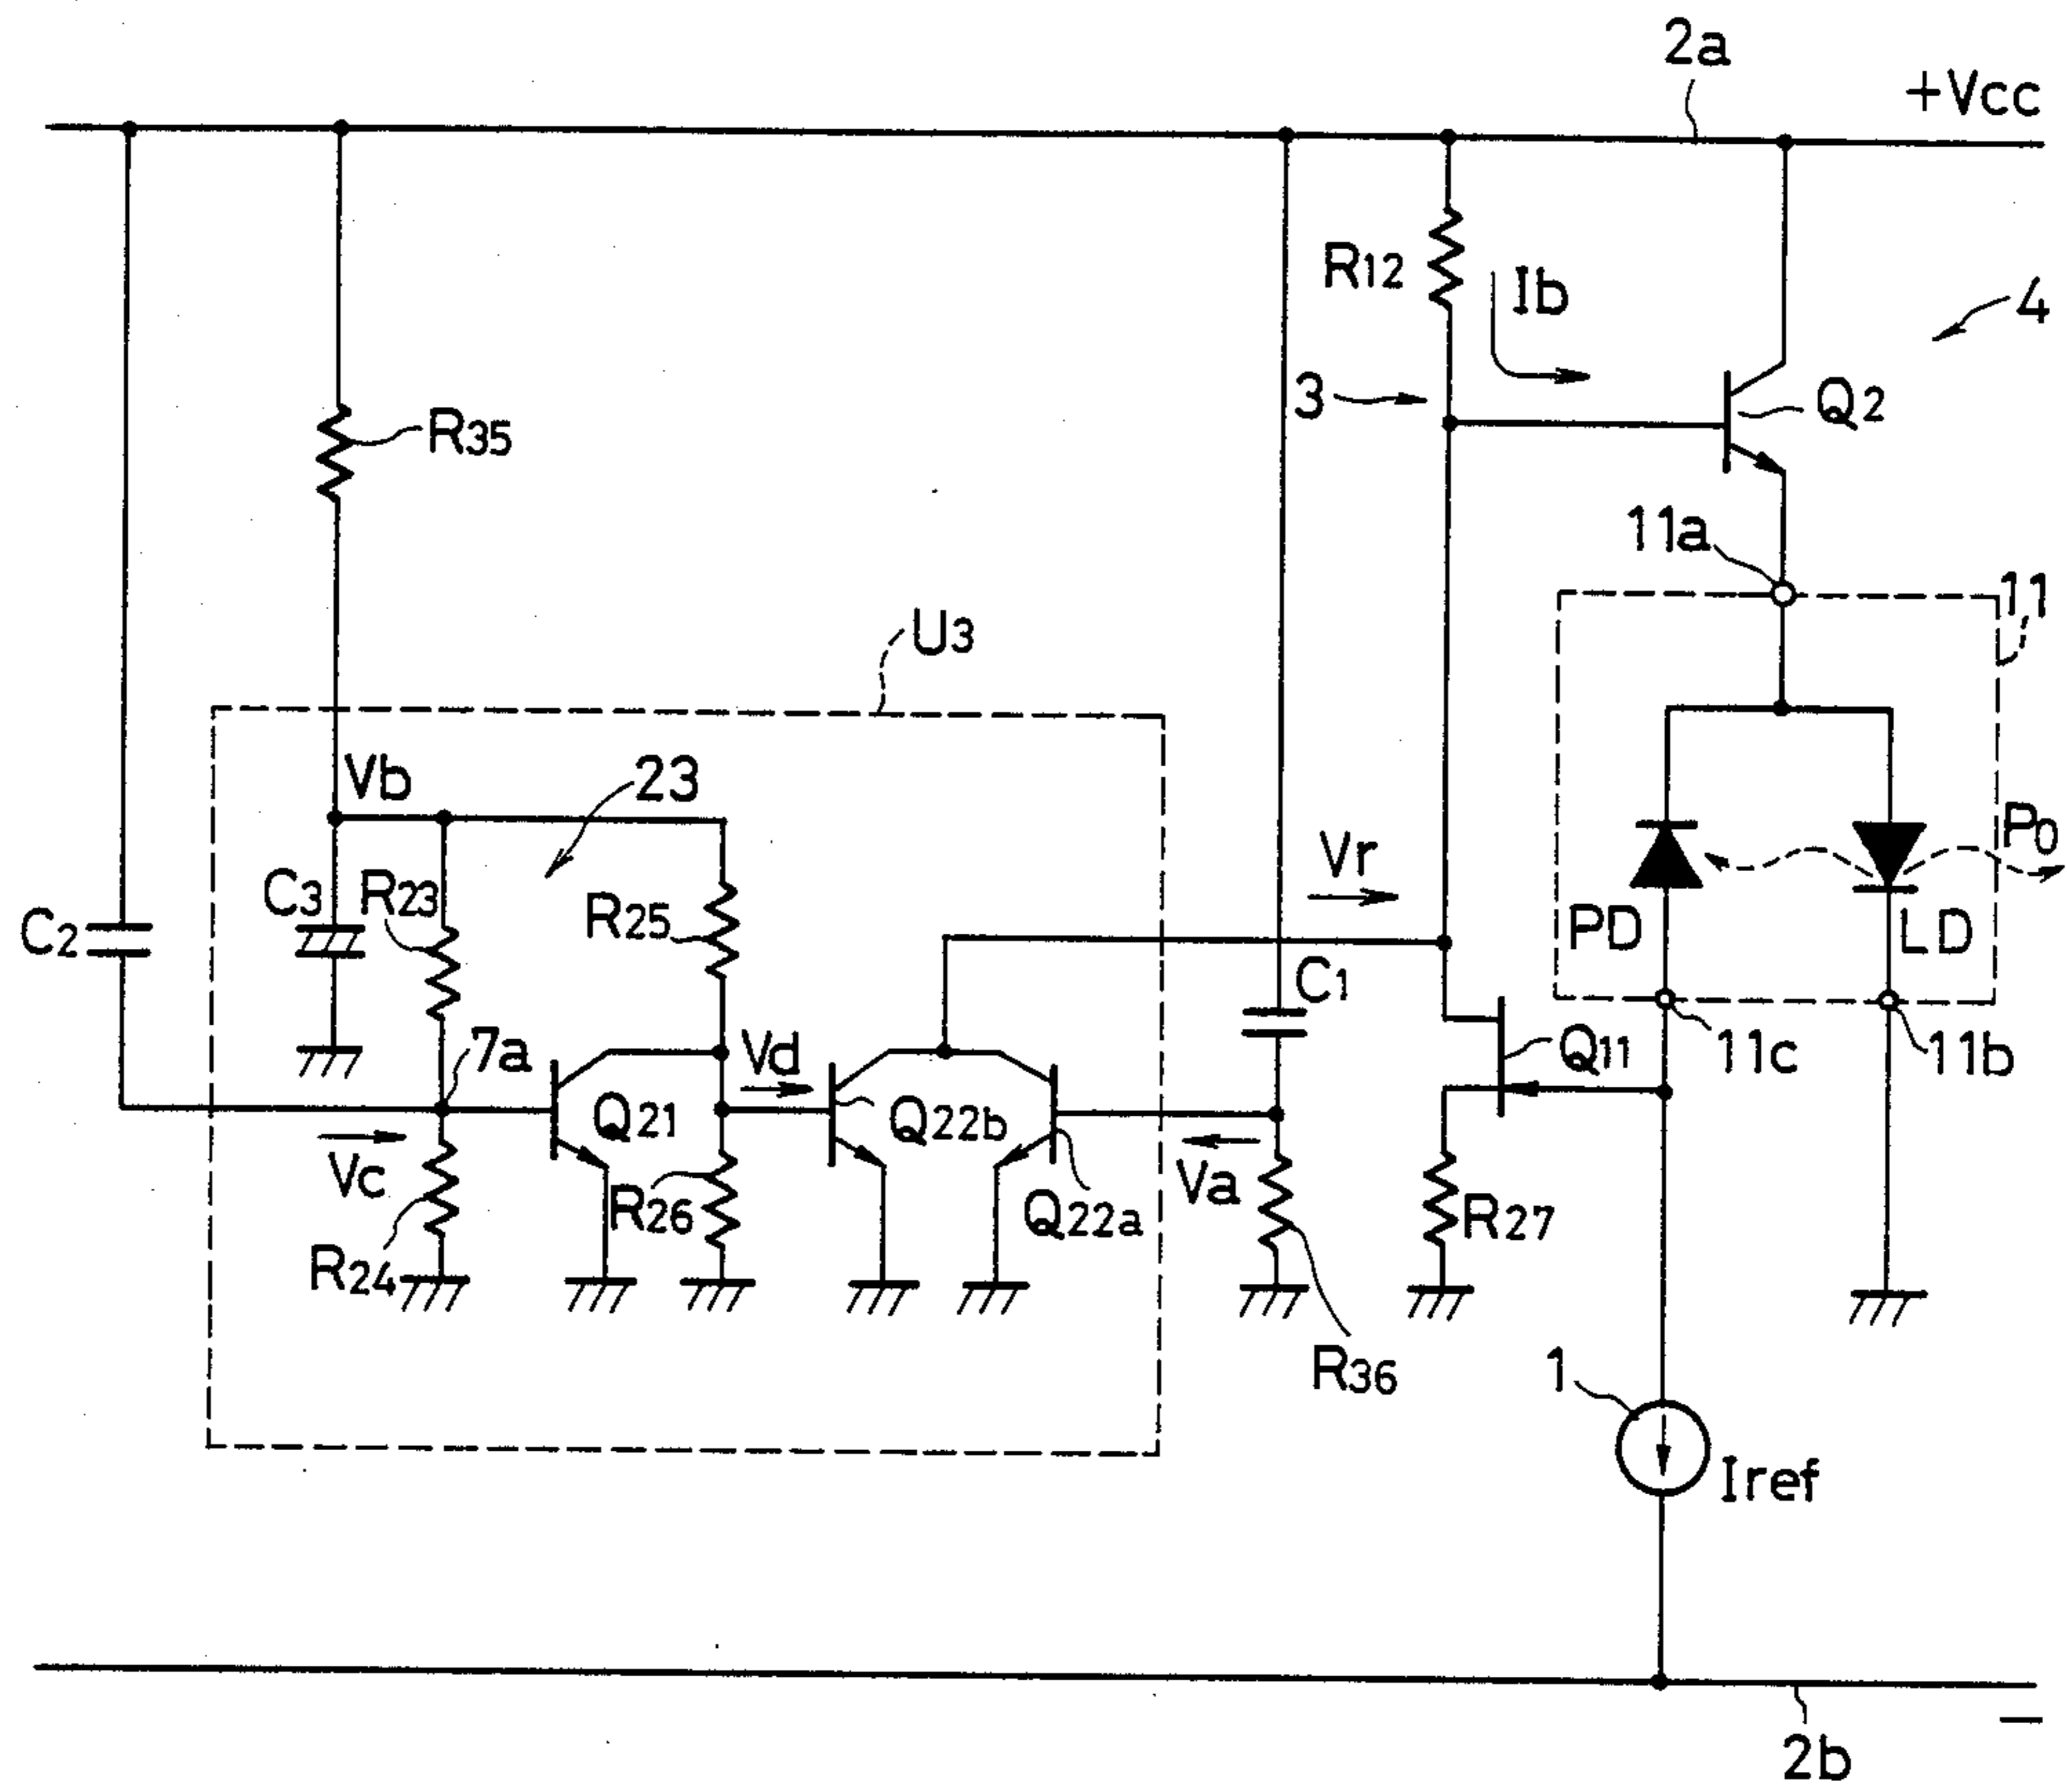 2a
+Vcc
R12
Ib
4
3
Q2
R35
11a
11
U3
Vb
23
Vr
Po
C3
R23
R25
C2
PD
LD
C1
7a
Vd
Q11
11c
11b
Q21
Q22b
Vc
R26
Va
Q22a
R27
R24
R36
1
Iref
2b
−